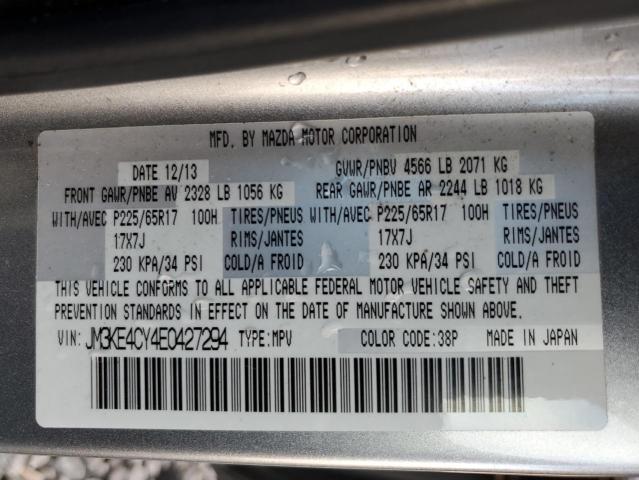 MFD. BY MAZDA MOTOR CORPORATION
DATE 12/13 GVWR/PNBV 4566 LB 2071 KG
FRONT GAWR/PNBE AV 2328 LB 1056 KG REAR GAWR/PNBE AR 2244 LB 1018 KG
WITH/AVEC P225/65R17 100H TIRES/PNEUS WITH/AVEC P225/65R17 100H TIRES/PNEUS
17X7J RIMS/JANTES 17X7J RIMS/JANTES
230 KPA/34 PSI COLD/A FROID 230 KPA/34 PSI COLD/A FROID
THIS VEHICLE CONFORMS TO ALL APPLICABLE FEDERAL MOTOR VEHICLE SAFETY AND THEFT
PREVENTION STANDARDS IN EFFECT ON THE DATE OF MANUFACTURE SHOWN ABOVE.
VIN: JM3KE4CY4E0427294 TYPE:MPV COLOR CODE:38P MADE IN JAPAN